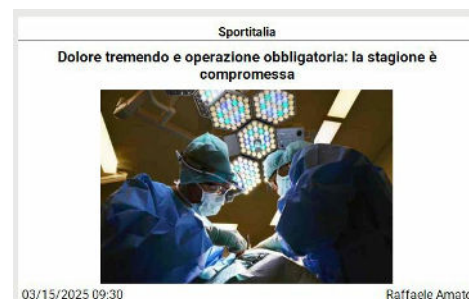 Sportitalia
Dolore tremendo e operazione obbligatoria: la stagione è
compromessa
03/15/2025 09:30
Raffaele Amato